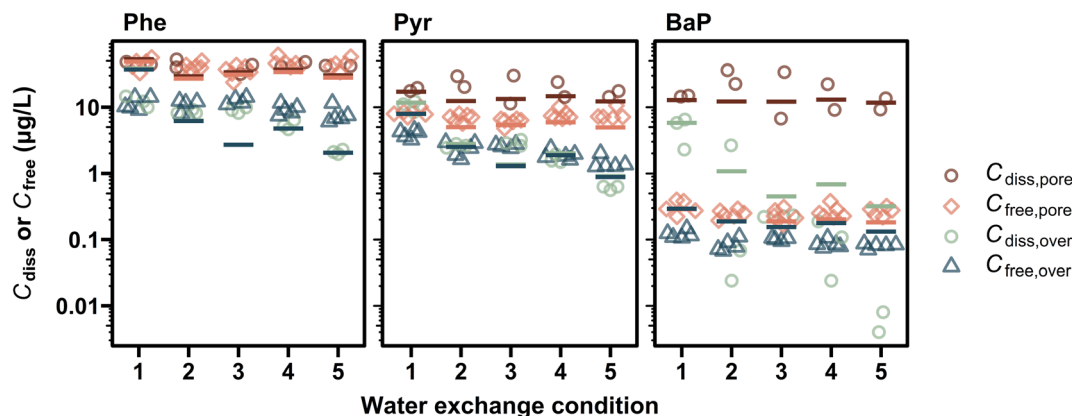 Phe Pyr BaP
C_diss or C_free (μg/L)
10
1
0.1
0.01
1 2 3 4 5 1 2 3 4 5 1 2 3 4 5
Water exchange condition
C_diss,pore
C_free,pore
C_diss,over
C_free,over